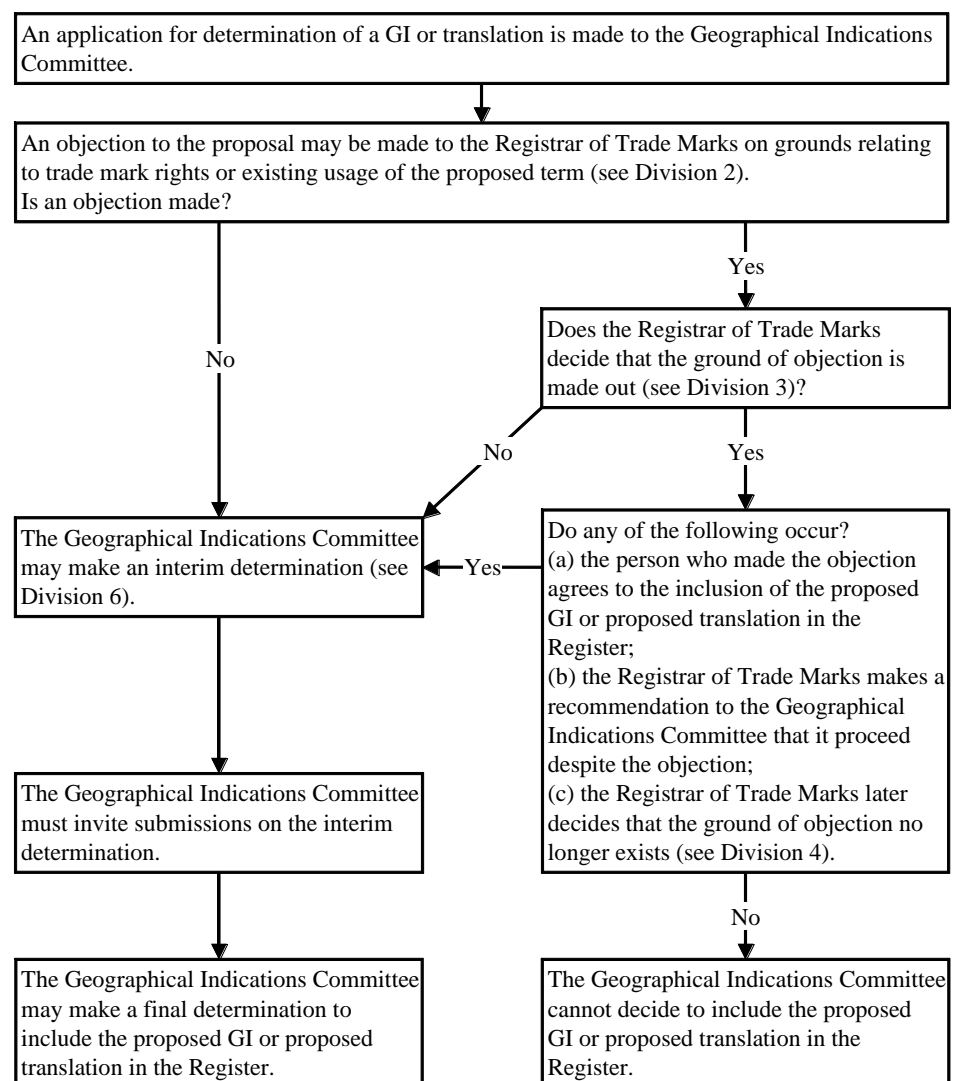 An application for determination of a GI or translation is made to the Geographical Indications
Committee.
An objection to the proposal may be made to the Registrar of Trade Marks on grounds relating
to trade mark rights or existing usage of the proposed term (see Division 2).
Is an objection made?
Yes
Does the Registrar of Trade Marks
decide that the ground of objection is
made out (see Division 3)?
No
No
Yes
The Geographical Indications Committee
may make an interim determination (see
Division 6).
Yes
Do any of the following occur?
(a) the person who made the objection
agrees to the inclusion of the proposed
GI or proposed translation in the
Register;
(b) the Registrar of Trade Marks makes a
recommendation to the Geographical
Indications Committee that it proceed
despite the objection;
(c) the Registrar of Trade Marks later
decides that the ground of objection no
longer exists (see Division 4).
The Geographical Indications Committee
must invite submissions on the interim
determination.
No
The Geographical Indications Committee
may make a final determination to
include the proposed GI or proposed
translation in the Register.
The Geographical Indications Committee
cannot decide to include the proposed
GI or proposed translation in the
Register.